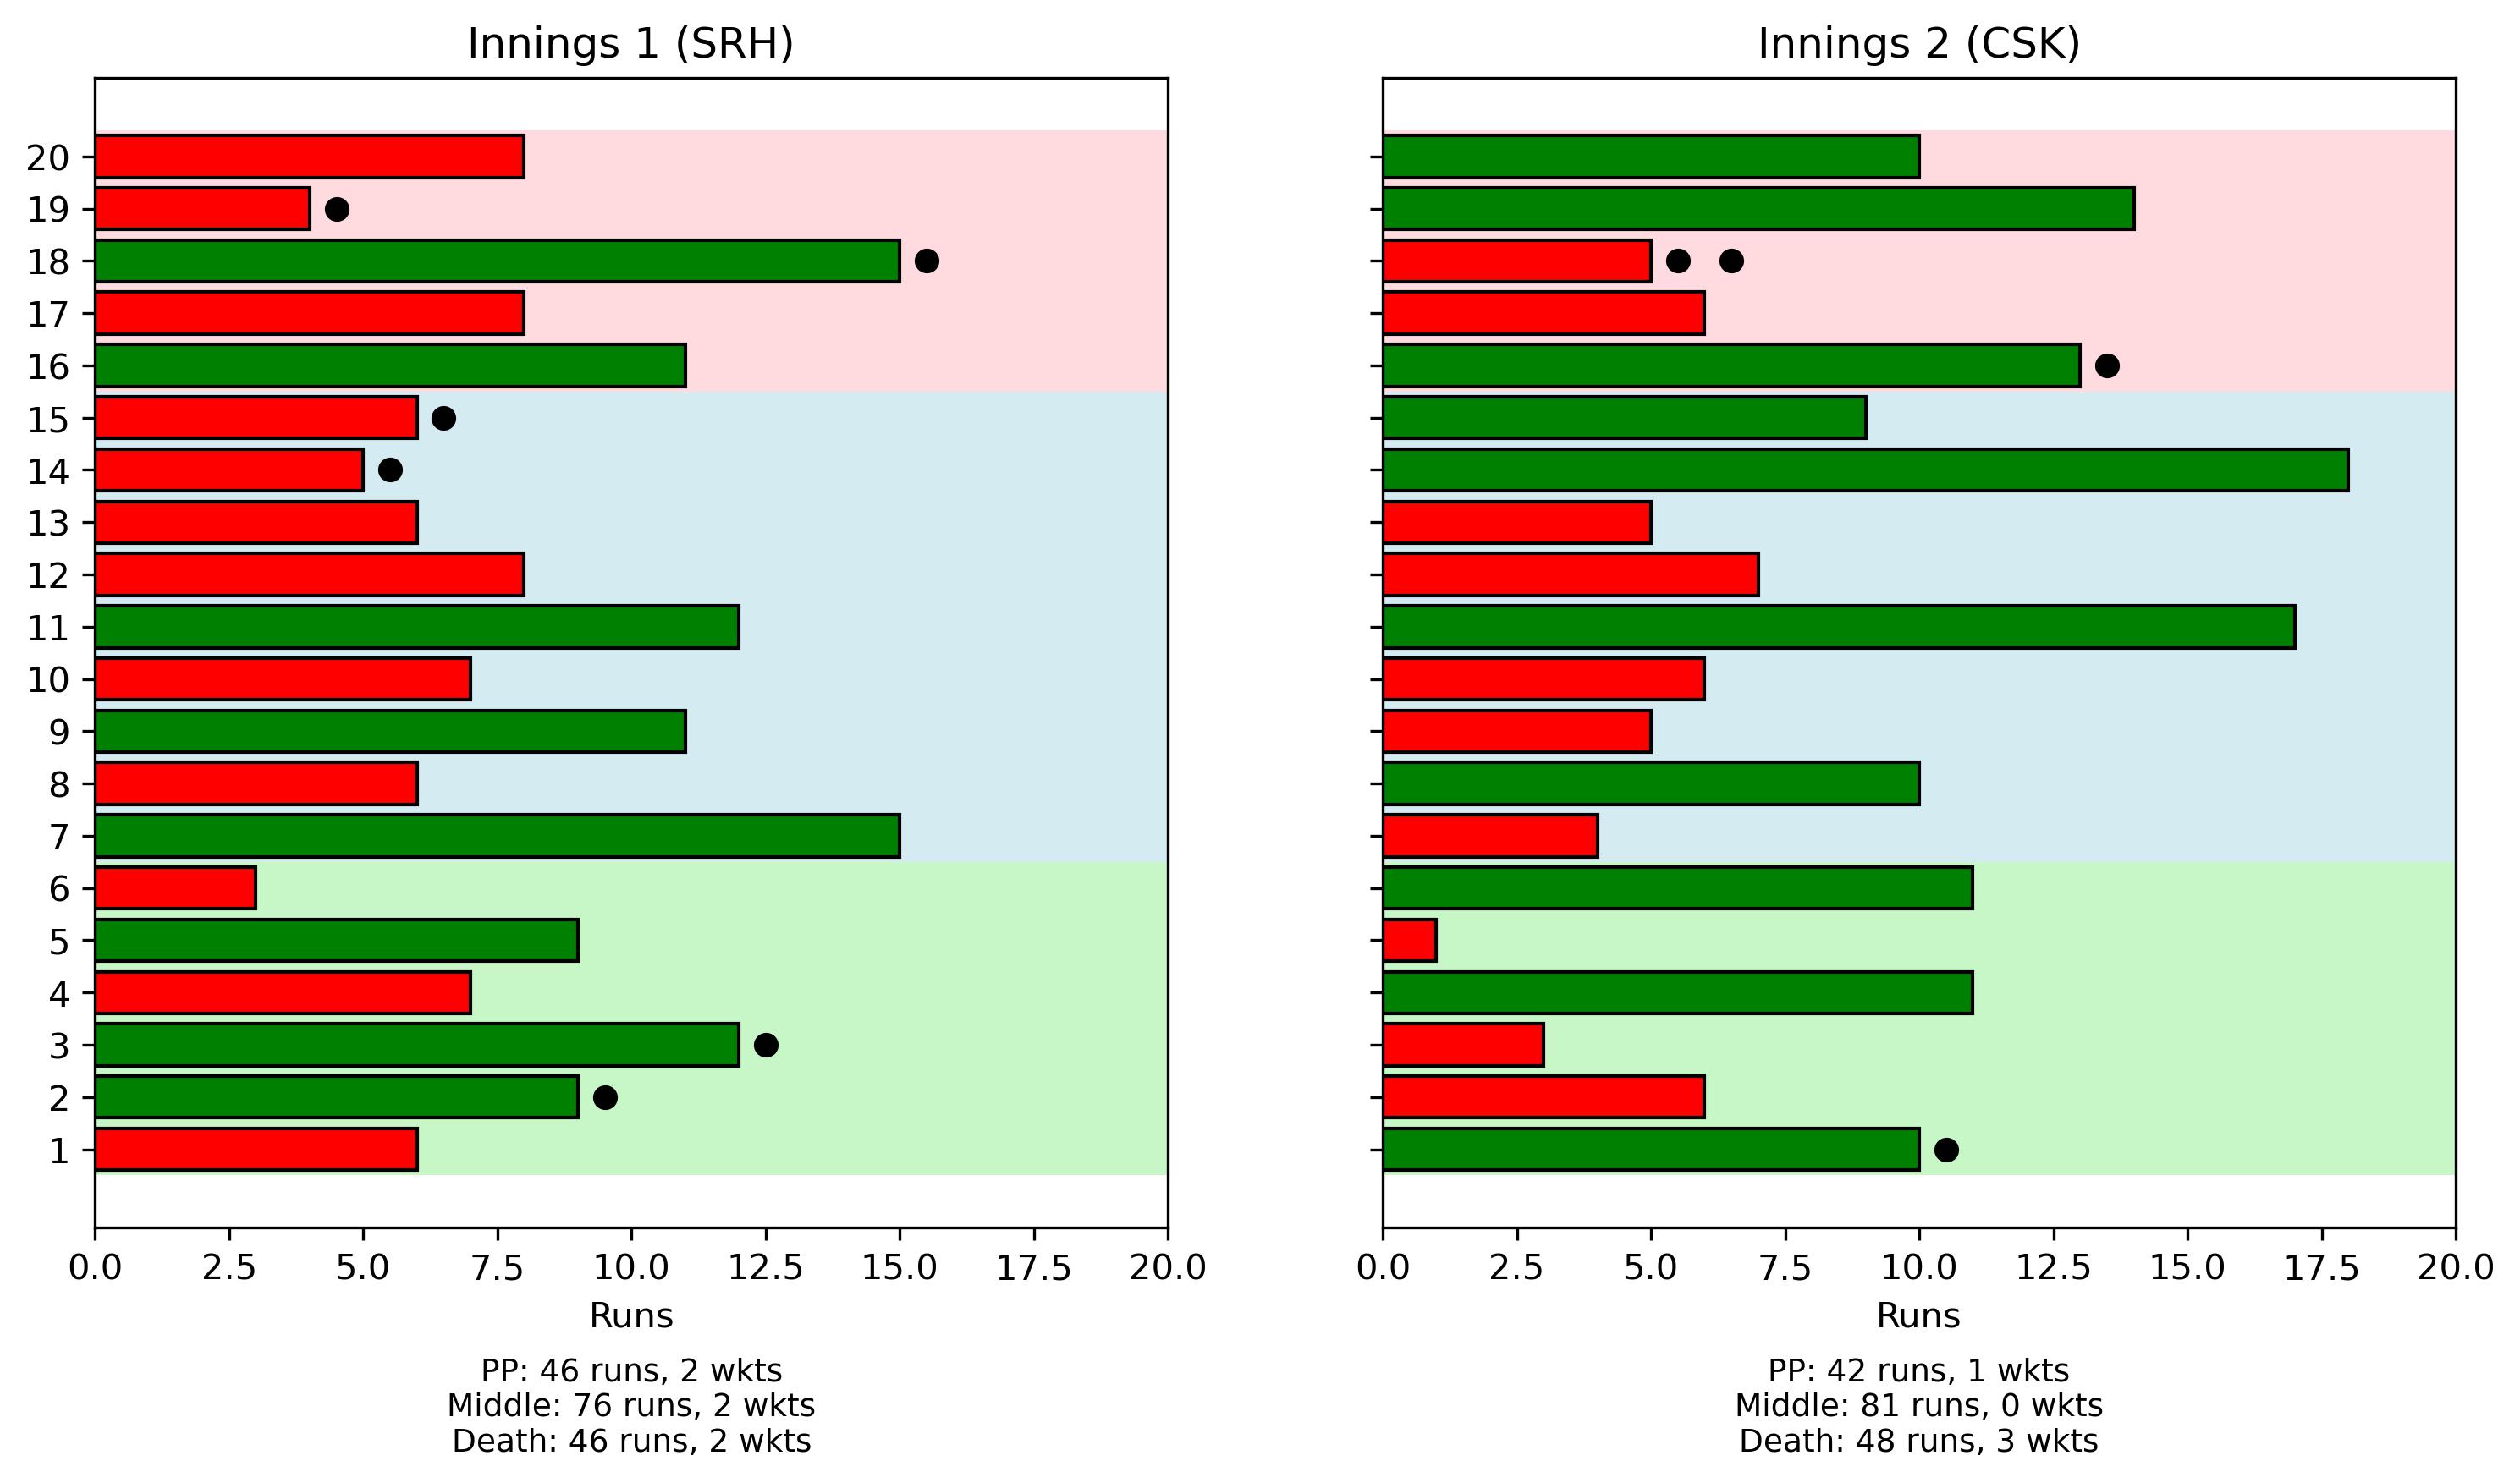 Innings 1 (SRH)
20
19
18
17
16
15
14
13
12
11
10
9
8
7
6
5
4
3
2
1
0.0 2.5 5.0 7.5 10.0 12.5 15.0 17.5 20.0
Runs
PP: 46 runs, 2 wkts
Middle: 76 runs, 2 wkts
Death: 46 runs, 2 wkts
Innings 2 (CSK)
0.0 2.5 5.0 7.5 10.0 12.5 15.0 17.5 20.0
Runs
PP: 42 runs, 1 wkts
Middle: 81 runs, 0 wkts
Death: 48 runs, 3 wkts